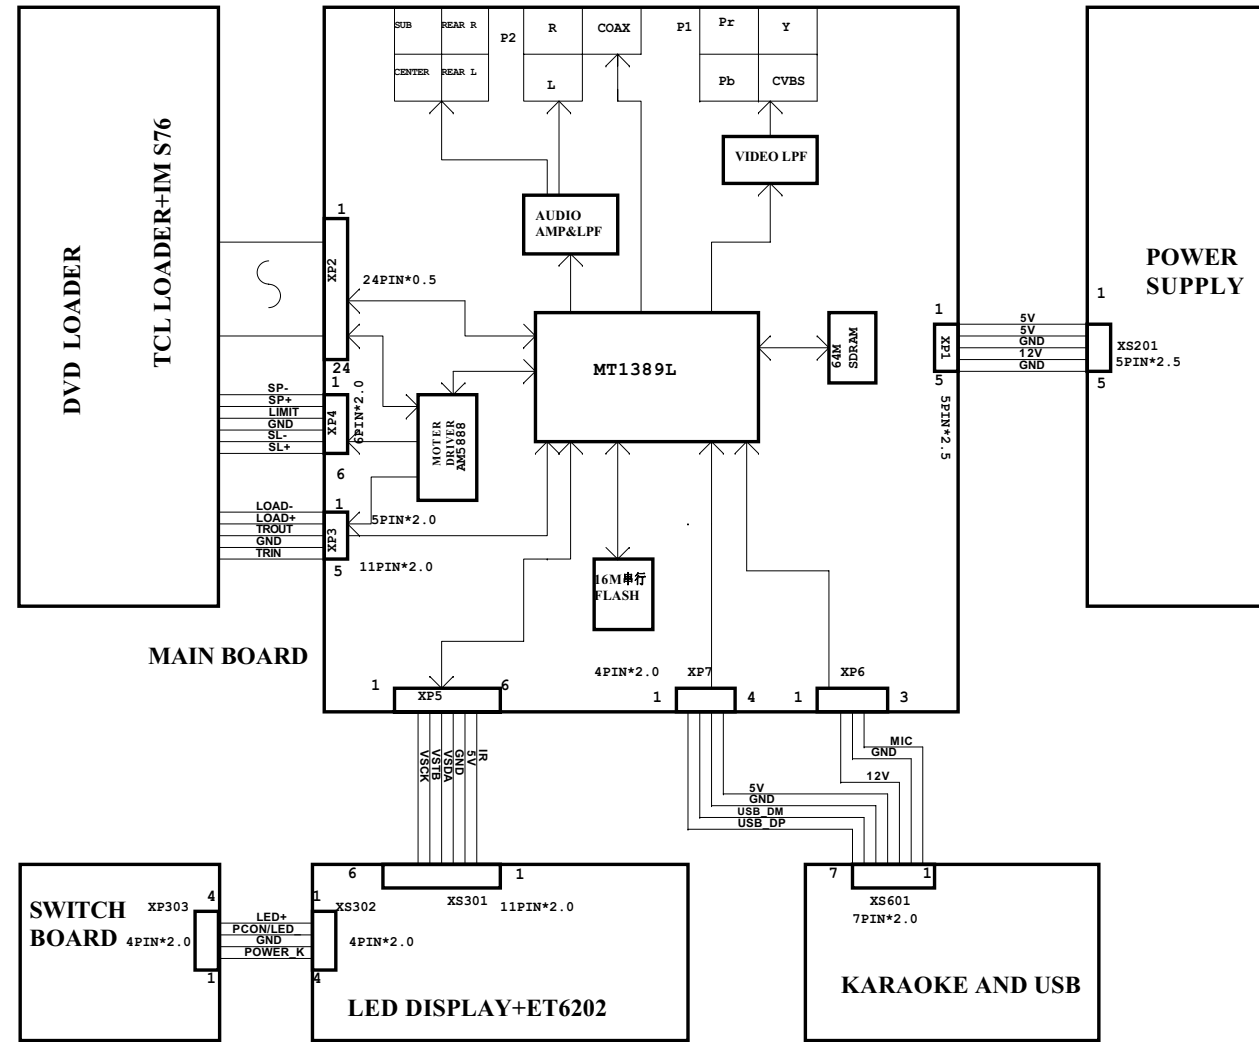 SUB
REAR R
CENTER
REAR L
P2
R
COAX
L
P1
Pr
Y
Pb
CVBS
VIDEO LPF
AUDIO
AMP&LPF
DVD LOADER
TCL LOADER+IM S76
1
XP2
24
24PIN*0.5
MT1389L
64M
SDRAM
POWER
SUPPLY
1
XP1
5
5PIN*2.5
5V
5V
GND
12V
GND
1
XS201
5PIN*2.5
5
SP-
SP+
LIMIT
GND
SL-
SL+
1
XP4
6
6PIN*2.0
MOTER
DRIVER
AM5888
LOAD-
LOAD+
TROUT
GND
TRIN
1
XP3
5
5PIN*2.0
11PIN*2.0
16M串行
FLASH
MAIN BOARD
1
XP5
6
4PIN*2.0
XP7
1
4
XP6
1
3
VSCK
VSTB
VSDA
GND
5V
IR
MIC
GND
12V
5V
GND
USB_DM
USB_DP
SWITCH
BOARD
XP303
4PIN*2.0
4
1
LED+
PCON/LED_
GND
POWER_K
1
XS302
4PIN*2.0
4
6
XS301
1
11PIN*2.0
LED DISPLAY+ET6202
7
1
XS601
7PIN*2.0
KARAOKE AND USB